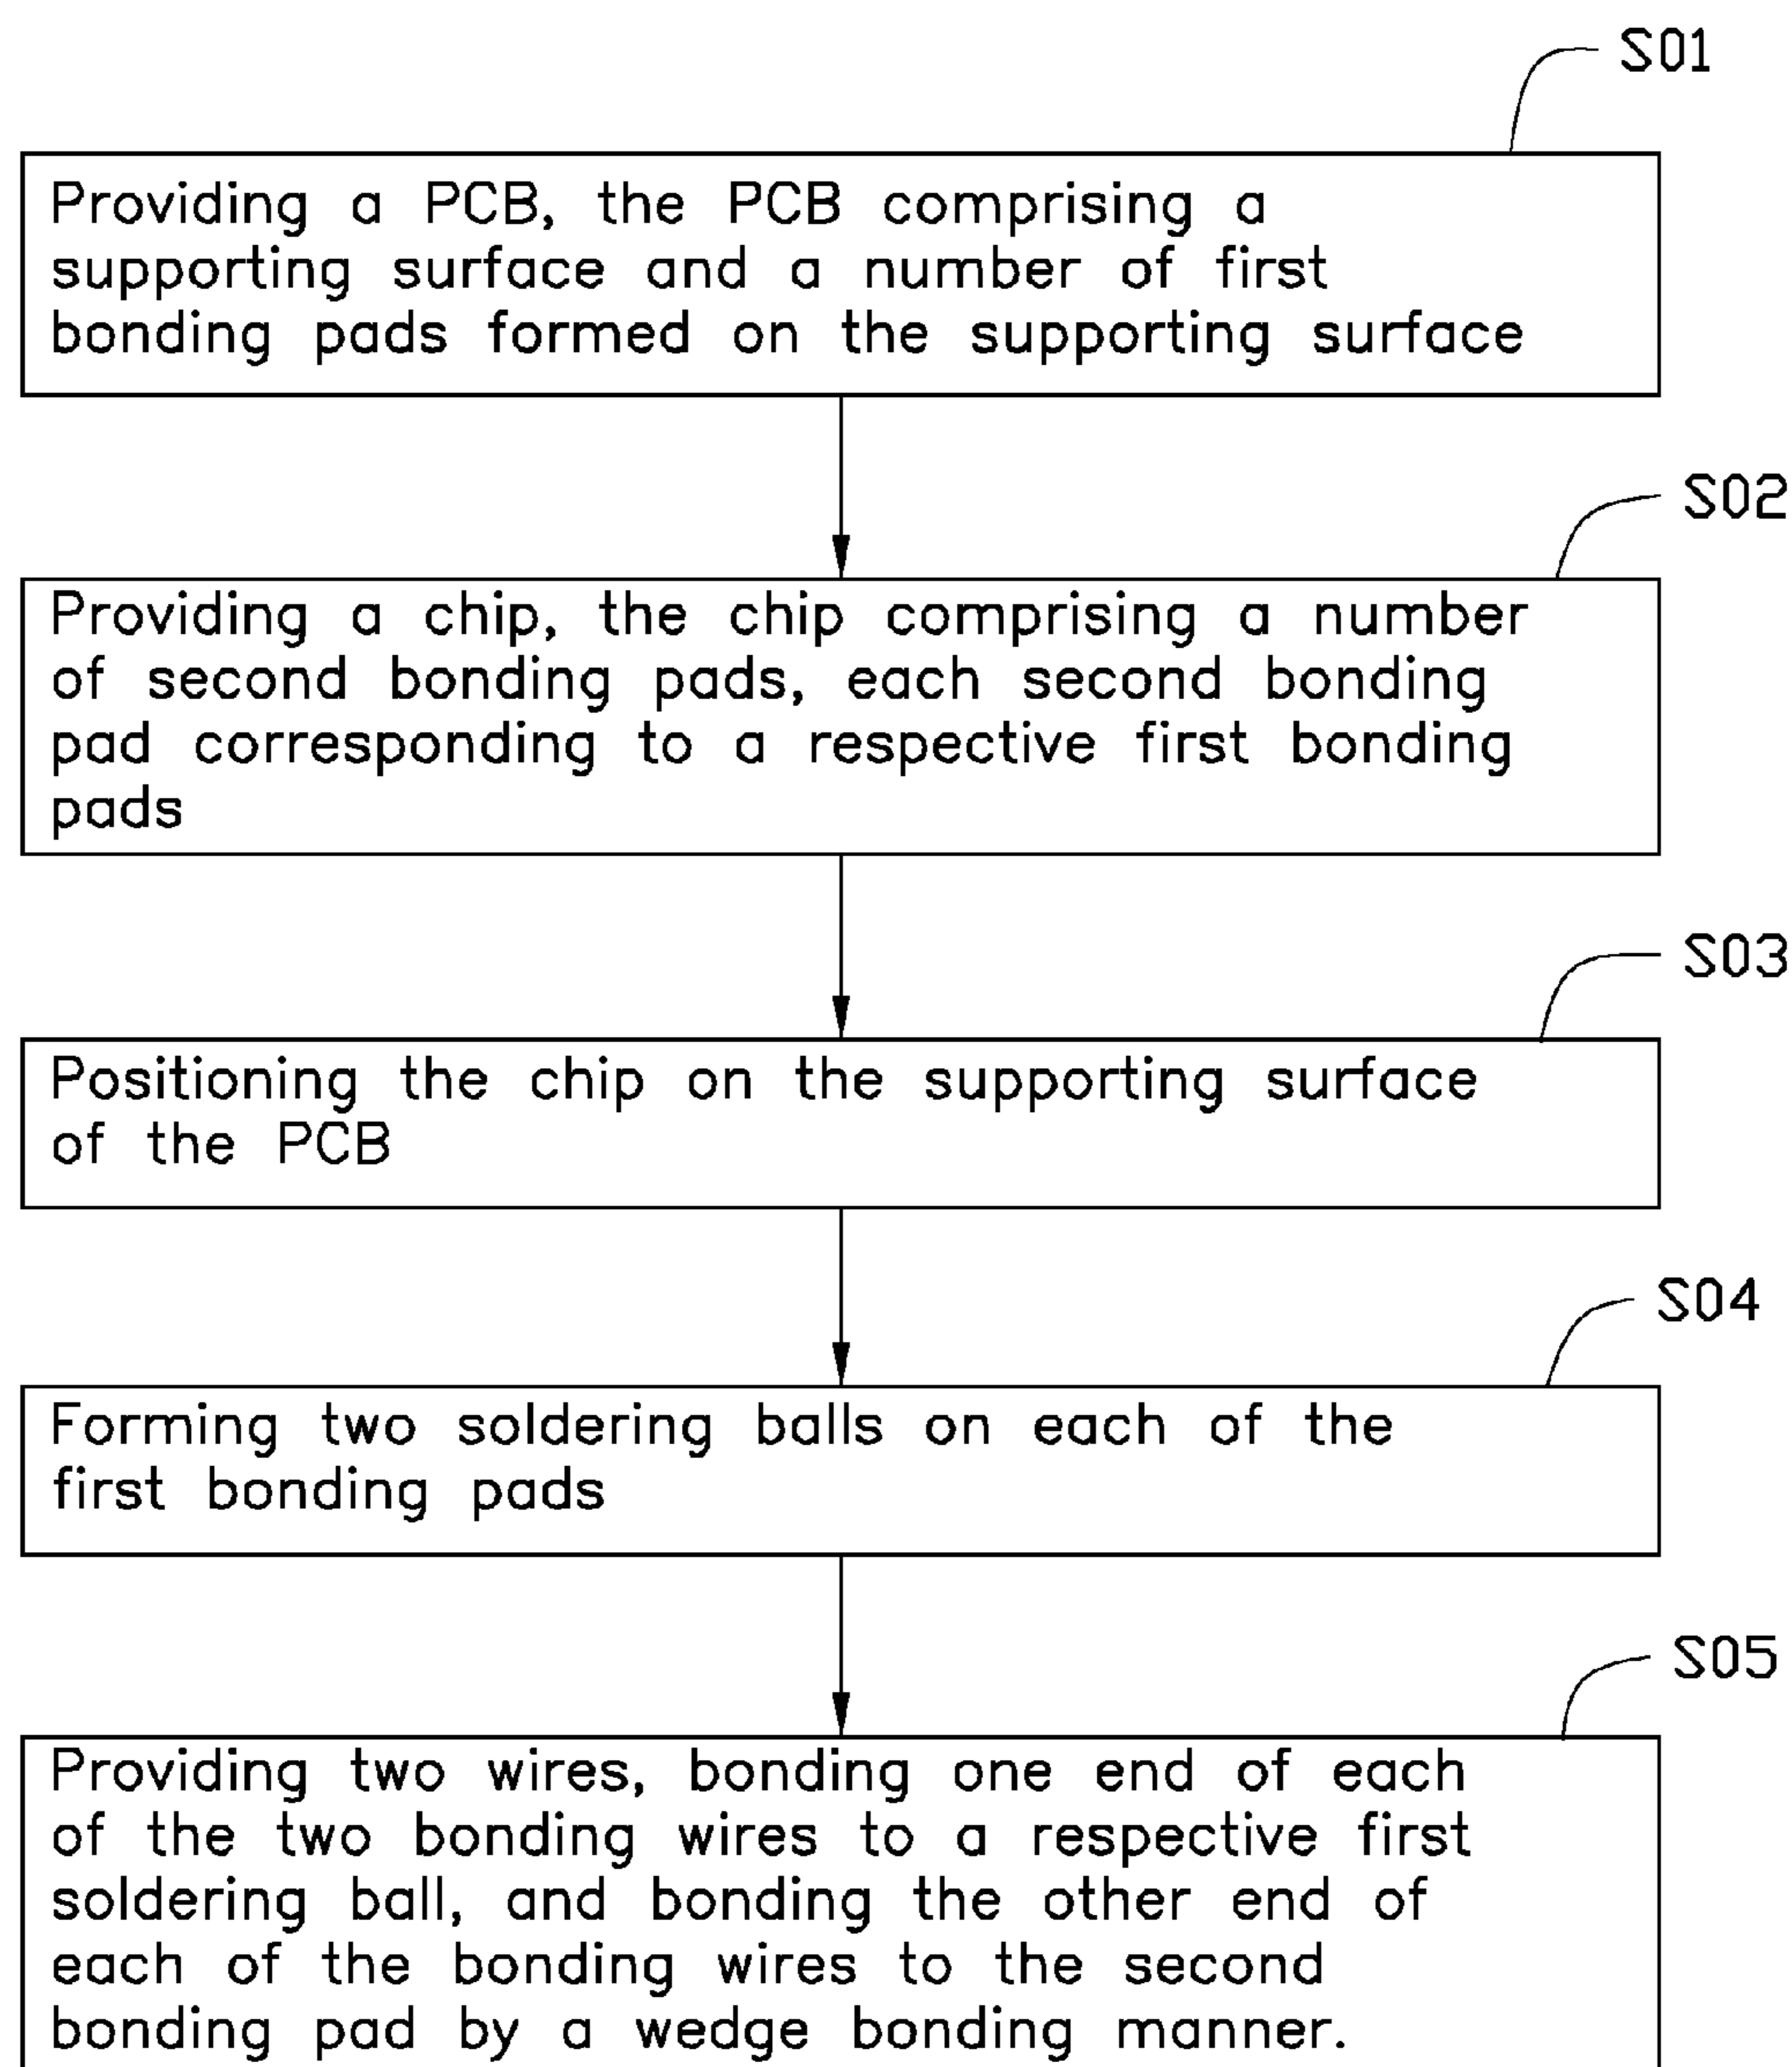 S01
Providing a PCB, the PCB comprising a
supporting surface and a number of first
bonding pads formed on the supporting surface
S02
Providing a chip, the chip comprising a number
of second bonding pads, each second bonding
pad corresponding to a respective first bonding
pads
S03
Positioning the chip on the supporting surface
of the PCB
S04
Forming two soldering balls on each of the
first bonding pads
S05
Providing two wires, bonding one end of each
of the two bonding wires to a respective first
soldering ball, and bonding the other end of
each of the bonding wires to the second
bonding pad by a wedge bonding manner.